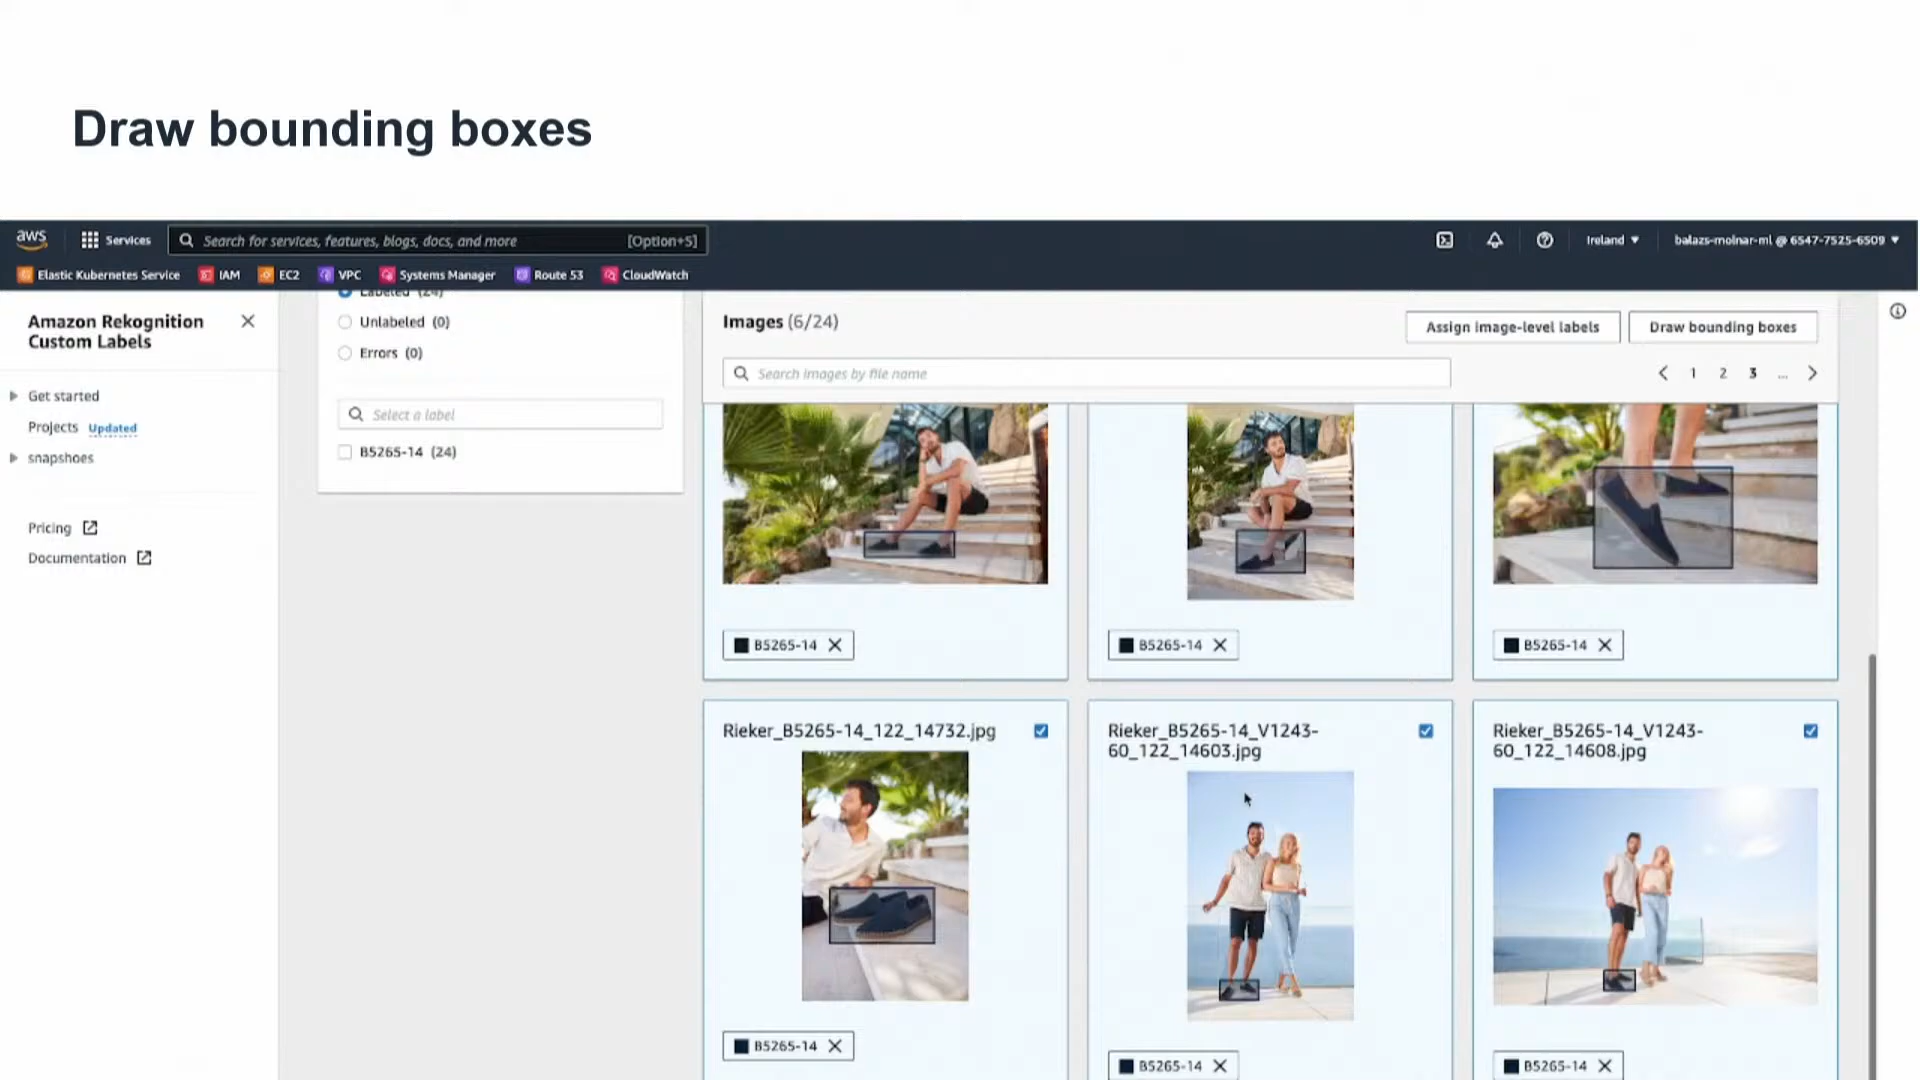 Draw bounding boxes
aws
Services
Search for services, features, blogs, docs, and more
[Option+S]
Ireland
balazs-molnar-ml @ 6547-7525-6509
Elastic Kubernetes Service
IAM
EC2
VPC
Systems Manager
Route 53
CloudWatch
Amazon Rekognition
Custom Labels
Get started
Projects Updated
snapshoes
Pricing
Documentation
Labeled (24)
Unlabeled (0)
Errors (0)
Select a label
B5265-14 (24)
Images (6/24)
Assign image-level labels
Draw bounding boxes
Search images by file name
1 2 3 ...
B5265-14
B5265-14
B5265-14
Rieker_B5265-14_122_14732.jpg
Rieker_B5265-14_V1243-
60_122_14603.jpg
Rieker_B5265-14_V1243-
60_122_14608.jpg
B5265-14
B5265-14
B5265-14